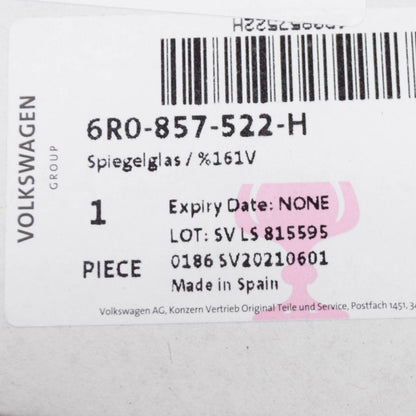 VOLKSWAGEN
GROUP
6R0-857-522-H
Spiegelglas / %161V
1
PIECE
Expiry Date: NONE
LOT: SV LS 815595
0186 SV20210601
Made in Spain
Volkswagen AG, Konzern Vertrieb Original Teile und Service, Postfach 1451, 34